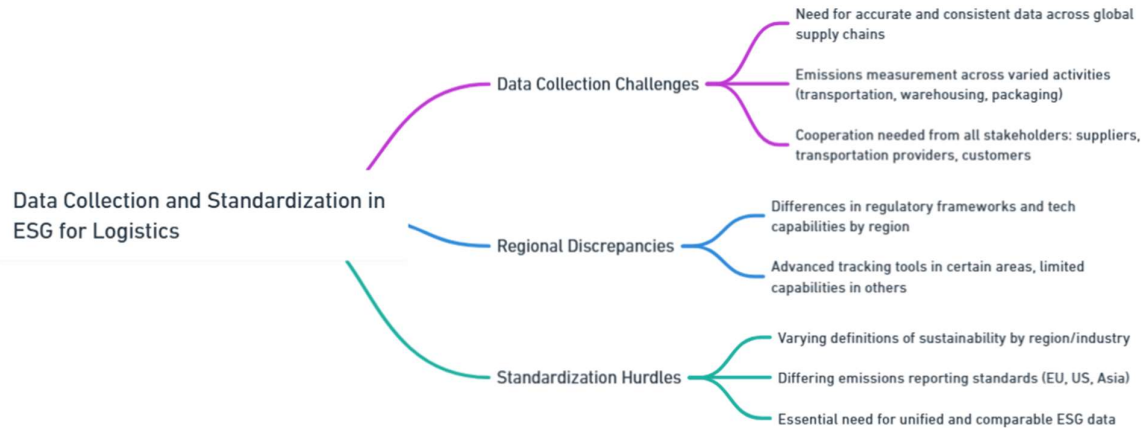 Data Collection and Standardization in
ESG for Logistics
Data Collection Challenges
Need for accurate and consistent data across global
supply chains
Emissions measurement across varied activities
(transportation, warehousing, packaging)
Cooperation needed from all stakeholders: suppliers,
transportation providers, customers
Regional Discrepancies
Differences in regulatory frameworks and tech
capabilities by region
Advanced tracking tools in certain areas, limited
capabilities in others
Standardization Hurdles
Varying definitions of sustainability by region/industry
Differing emissions reporting standards (EU, US, Asia)
Essential need for unified and comparable ESG data